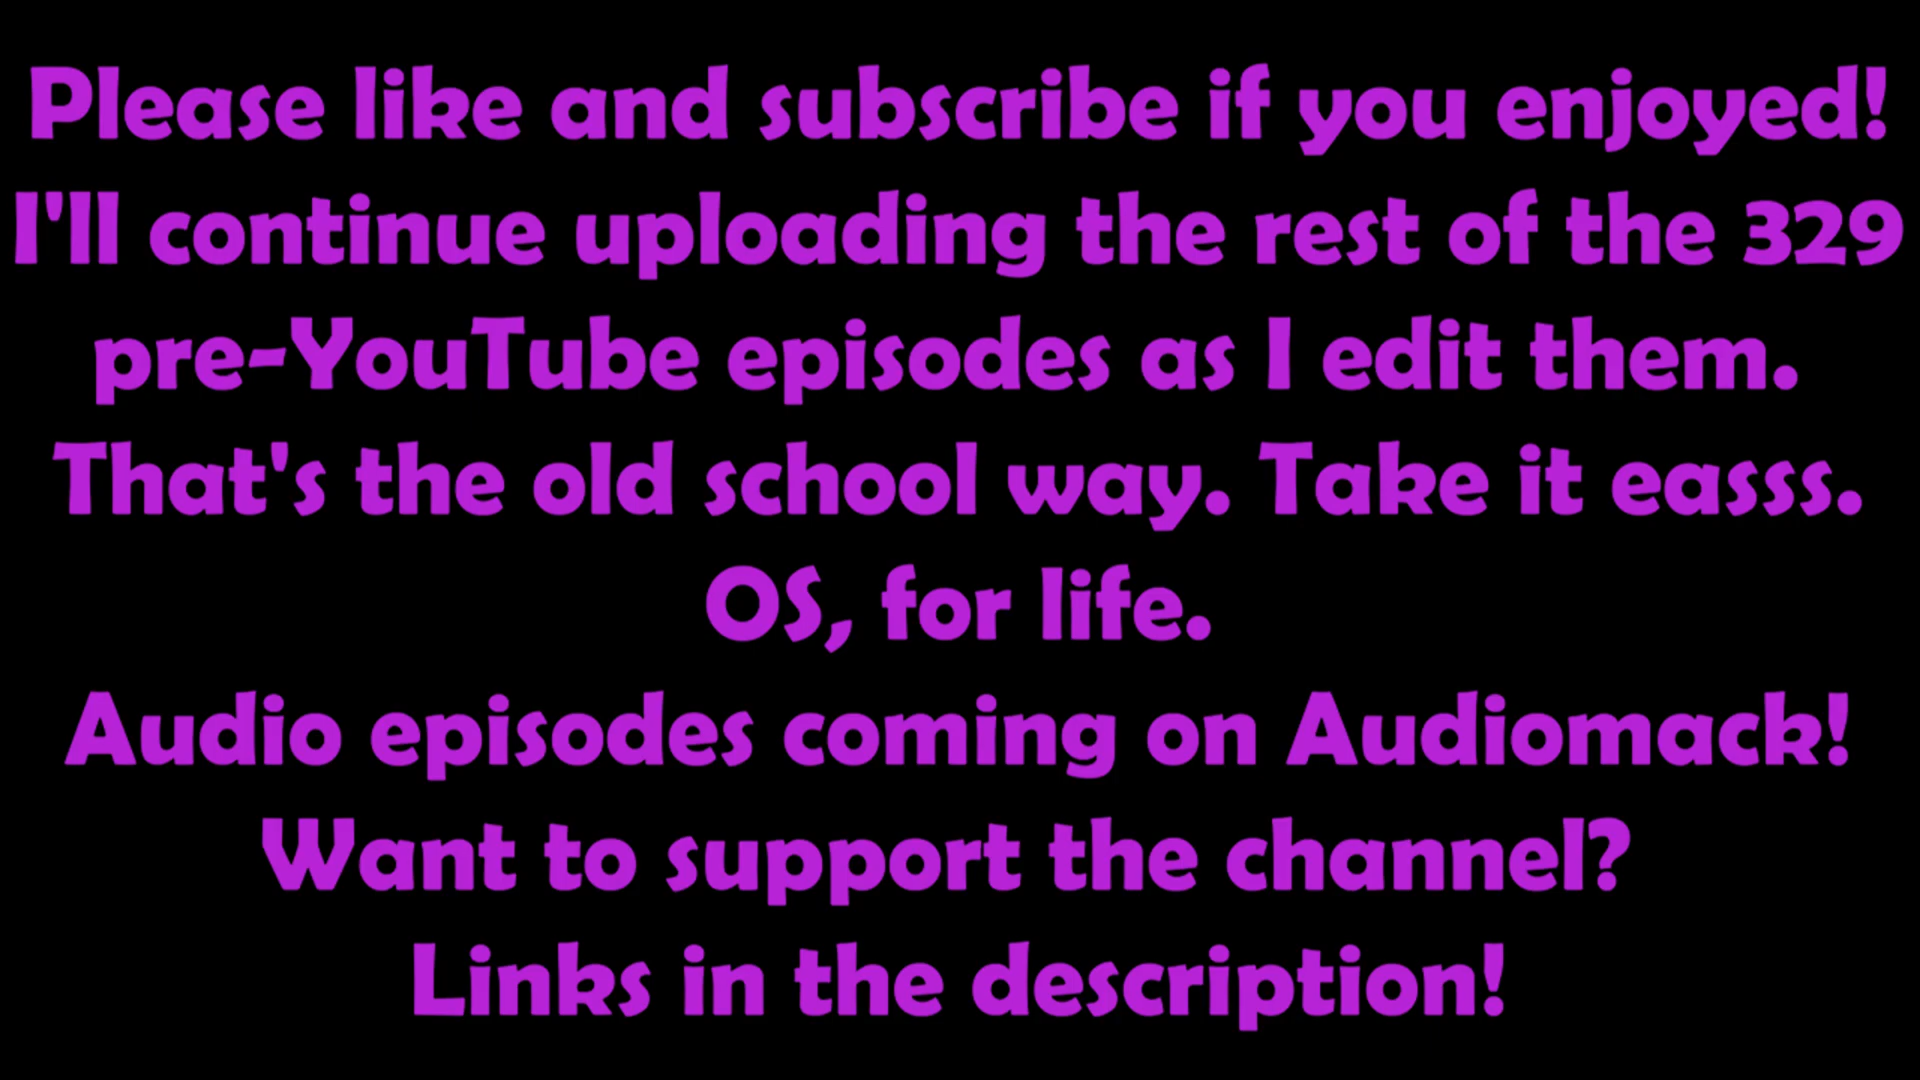 Please like and subscribe if you enjoyed!
I'll continue uploading the rest of the 329
pre-YouTube episodes as I edit them.
That's the old school way. Take it easss.
OS, for life.
Audio episodes coming on Audiomack!
Want to support the channel?
Links in the description!